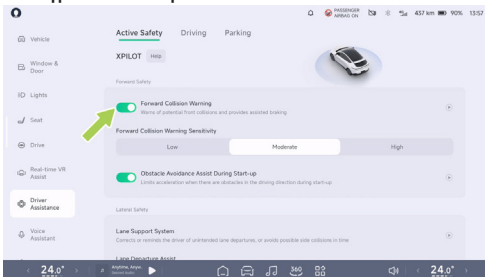 PASSENGER
AIRBAG ON
437 km
90%
13:57
Vehicle
Window &
Door
Lights
Seat
Drive
Real-time VR
Assist
Driver
Assistance
Voice
Assistant
Active Safety
Driving
Parking
XPILOT
Help
Forward Safety
Forward Collision Warning
Warns of potential front collisions and provides assisted braking
Forward Collision Warning Sensitivity
Low
Moderate
High
Obstacle Avoidance Assist During Start-up
Limits acceleration when there are obstacles in the driving direction during start-up
Lateral Safety
Lane Support System
Corrects or reminds the driver of unintended lane departures, or avoids possible side collisions in time
Lane Departure Assist
24.0°
360
24.0°